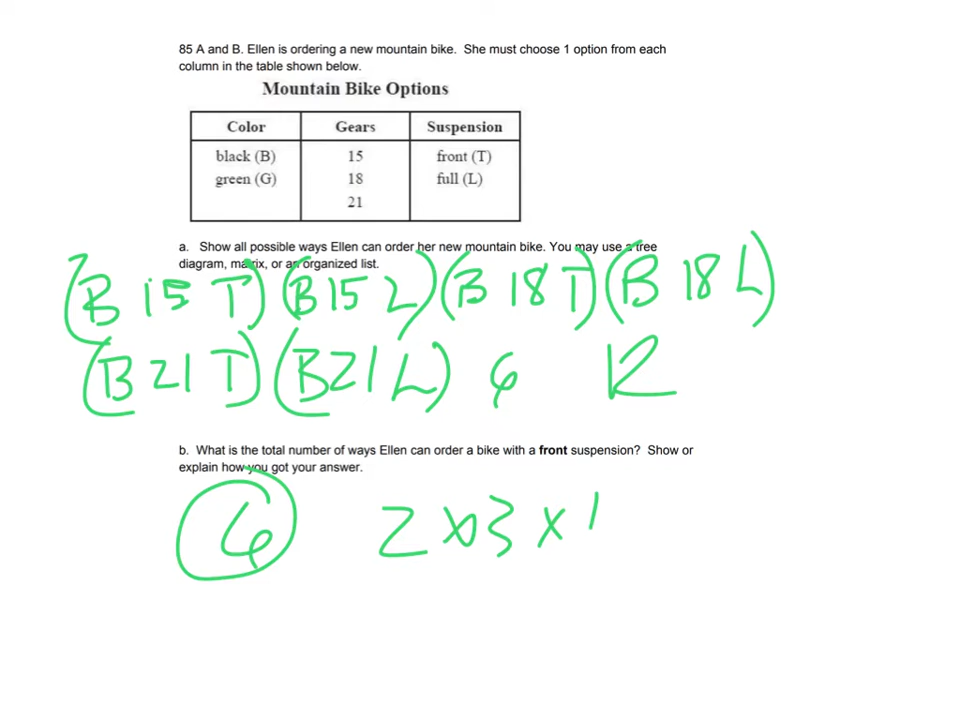 85 A and B. Ellen is ordering a new mountain bike. She must choose 1 option from each
column in the table shown below.
Mountain Bike Options
Color Gears Suspension
black (B) 15 front (T)
green (G) 18 full (L)
21
a. Show all possible ways Ellen can order her new mountain bike. You may use a tree
diagram, matrix, or an organized list.
(B 15 T) (B 15 L) (B 18 T) (B 18 L)
(B 21 T) (B 21 L) 6 12
b. What is the total number of ways Ellen can order a bike with a front suspension? Show or
explain how you got your answer.
6 2 x 3 x 1